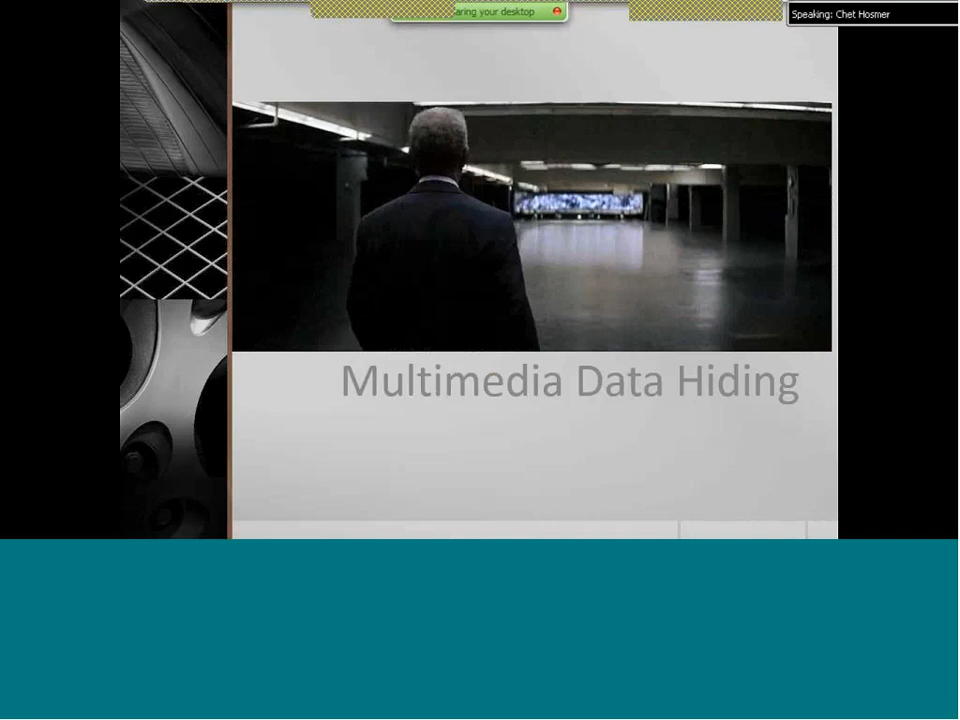 aring your desktop
Speaking: Chet Hosmer
Multimedia Data Hiding